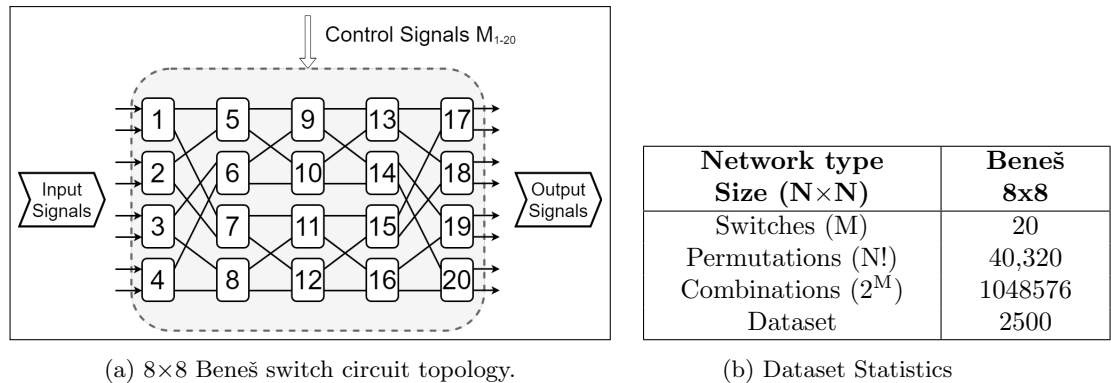 Control Signals M1-20
1 5 9 13 17
2 6 10 14 18
Input
Signals
Output
Signals
3 7 11 15 19
4 8 12 16 20
(a) 8×8 Beneš switch circuit topology.
Network type Beneš
Size (N×N) 8x8
Switches (M) 20
Permutations (N!) 40,320
Combinations (2^M) 1048576
Dataset 2500
(b) Dataset Statistics